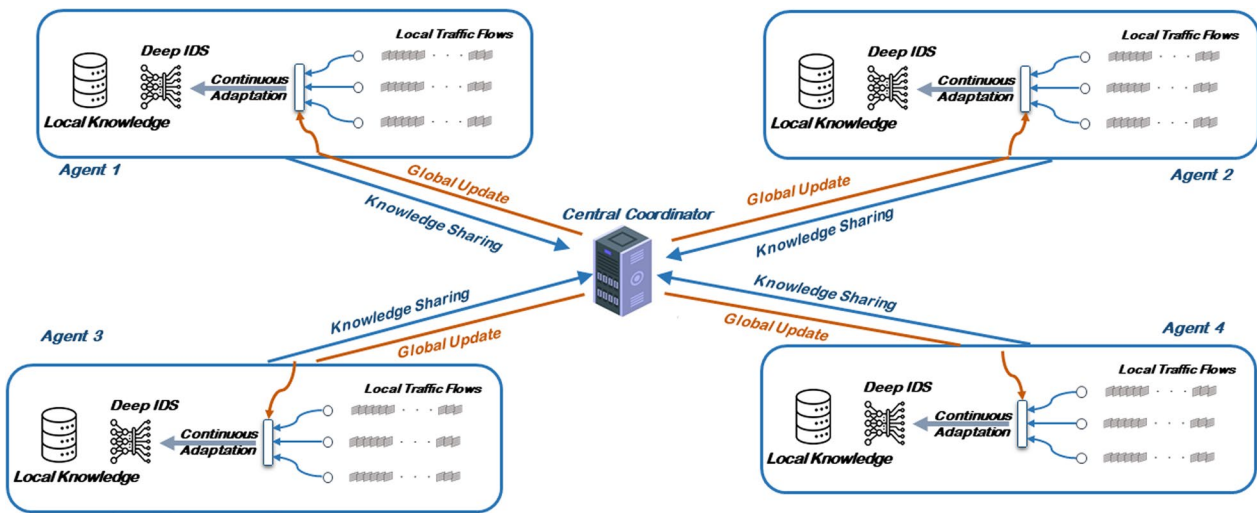 Local Traffic Flows
Deep IDS
Continuous
Adaptation
Local Knowledge
Agent 1
Local Traffic Flows
Deep IDS
Continuous
Adaptation
Local Knowledge
Agent 2
Global Update
Knowledge Sharing
Global Update
Knowledge Sharing
Central Coordinator
Knowledge Sharing
Global Update
Knowledge Sharing
Global Update
Agent 3
Local Traffic Flows
Deep IDS
Continuous
Adaptation
Local Knowledge
Agent 4
Local Traffic Flows
Deep IDS
Continuous
Adaptation
Local Knowledge